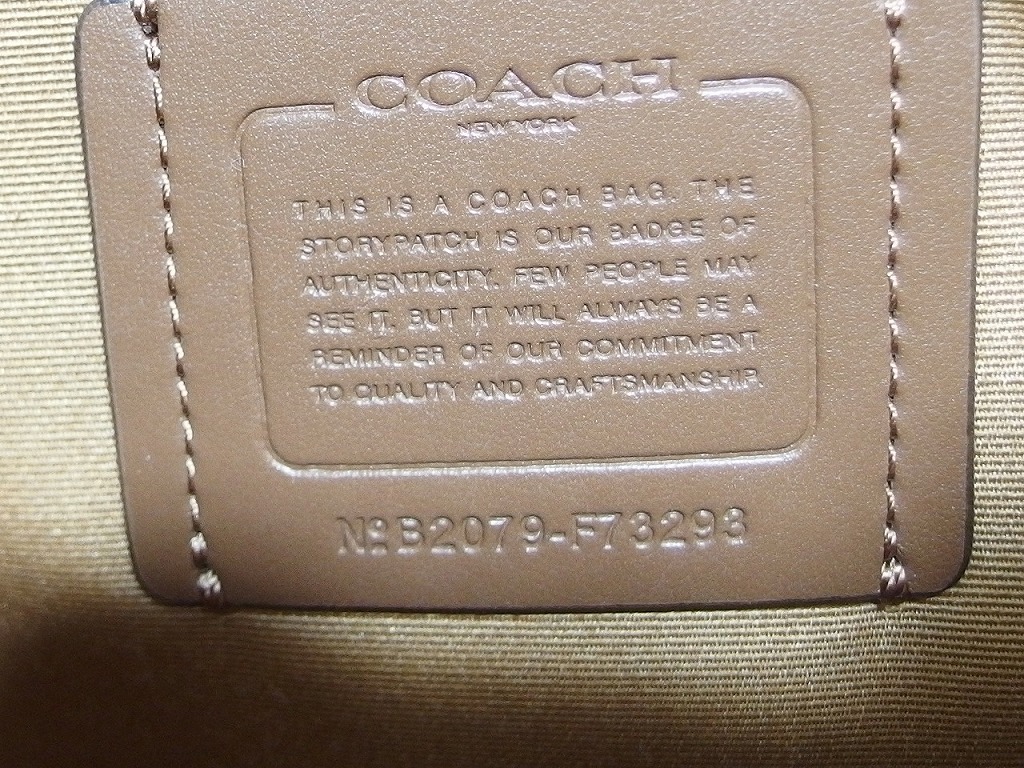 COACH
NEW YORK
THIS IS A COACH BAG. THE
STORYPATCH IS OUR BADGE OF
AUTHENTICITY. FEW PEOPLE MAY
SEE IT. BUT IT WILL ALWAYS BE A
REMINDER OF OUR COMMITMENT
TO QUALITY AND CRAFTSMANSHIP.
Nº B2079-F73293